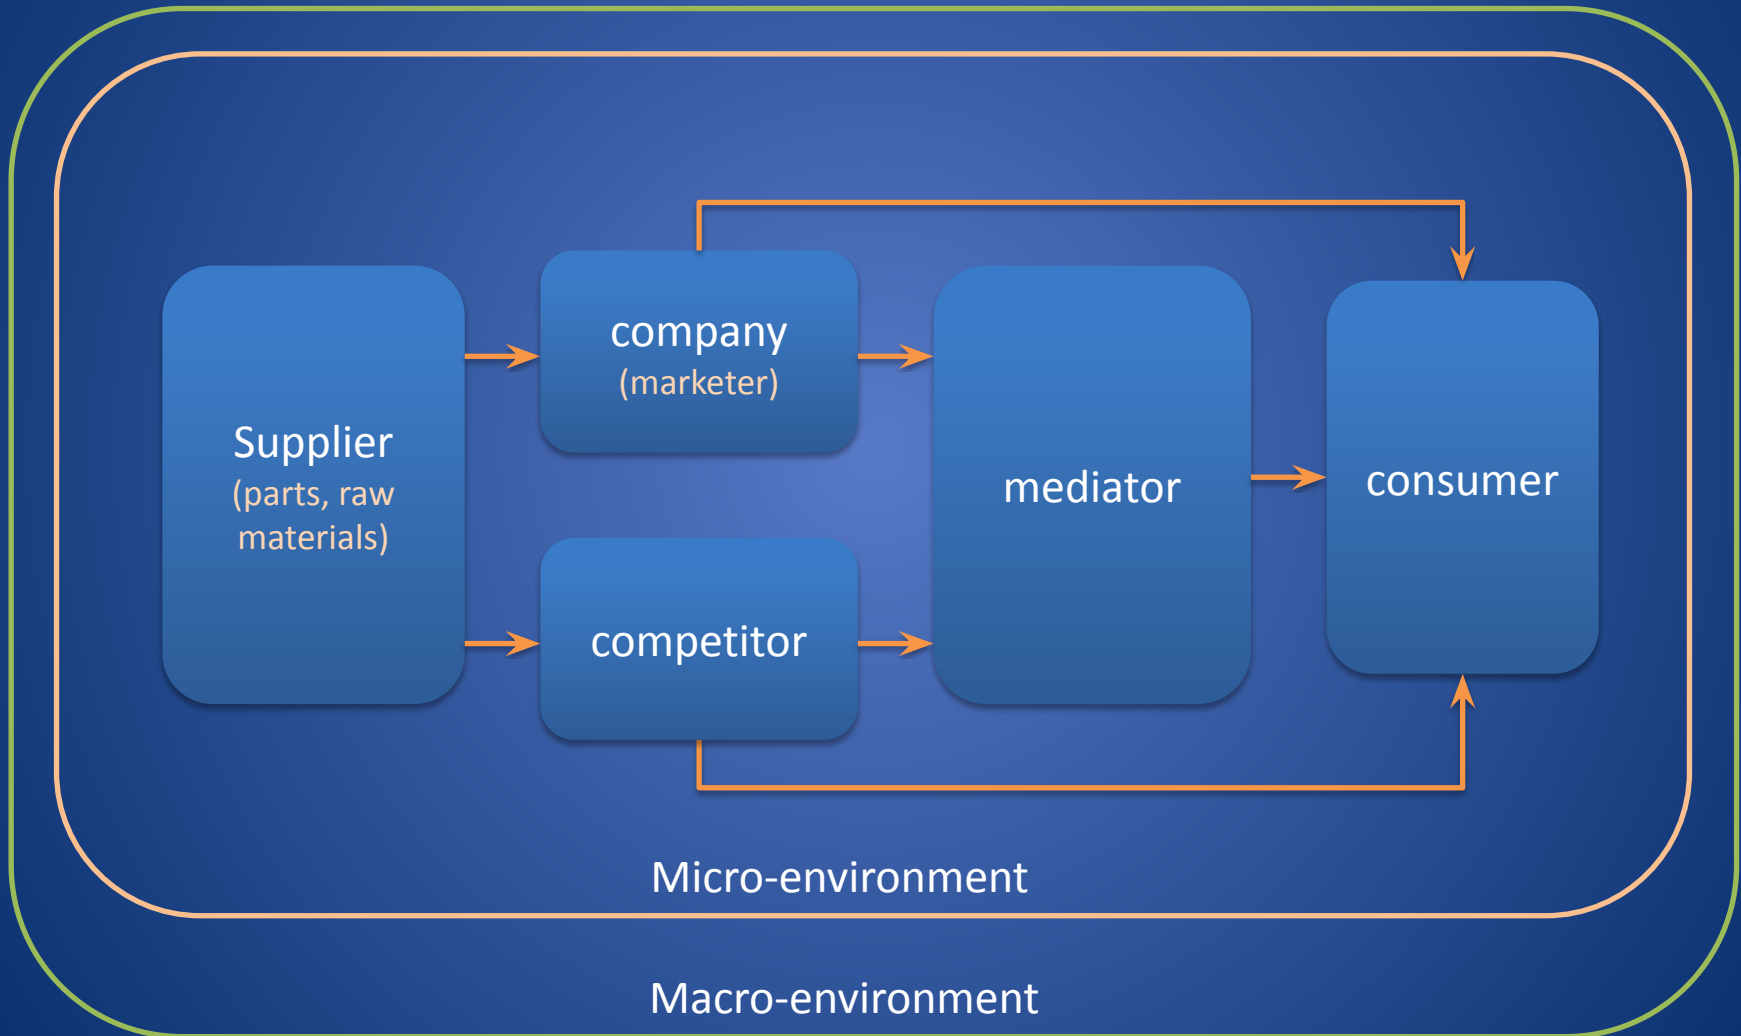 company
(marketer)
Supplier
(parts, raw
materials)
mediator
consumer
competitor
Micro-environment
Macro-environment